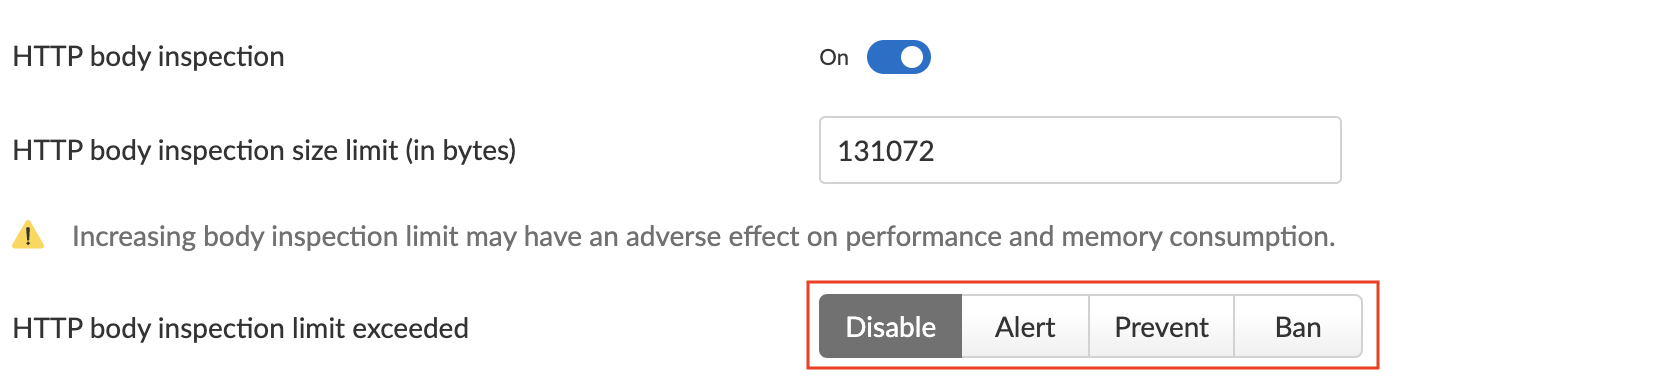 HTTP body inspection On
HTTP body inspection size limit (in bytes) 131072
Increasing body inspection limit may have an adverse effect on performance and memory consumption.
HTTP body inspection limit exceeded Disable Alert Prevent Ban